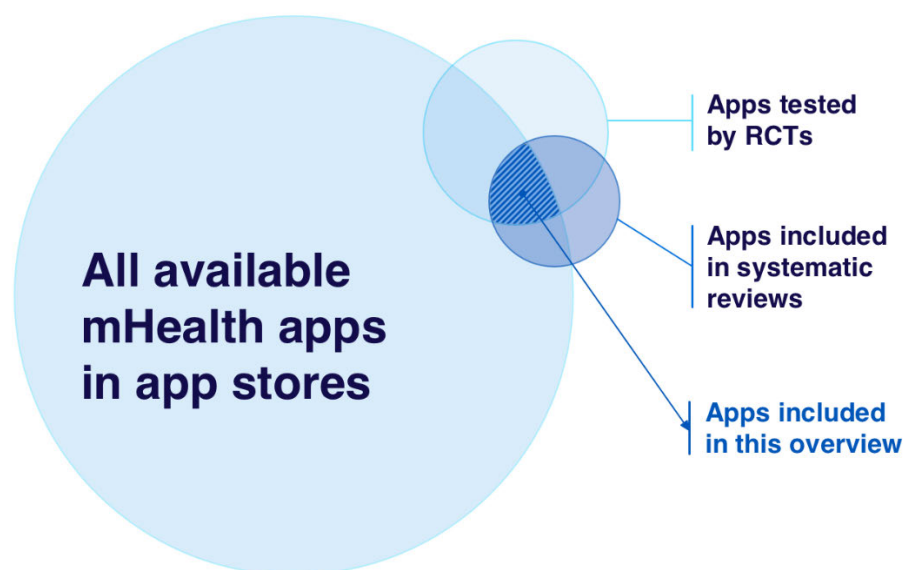 All available
mHealth apps
in app stores
Apps tested
by RCTs
Apps included
in systematic
reviews
Apps included
in this overview